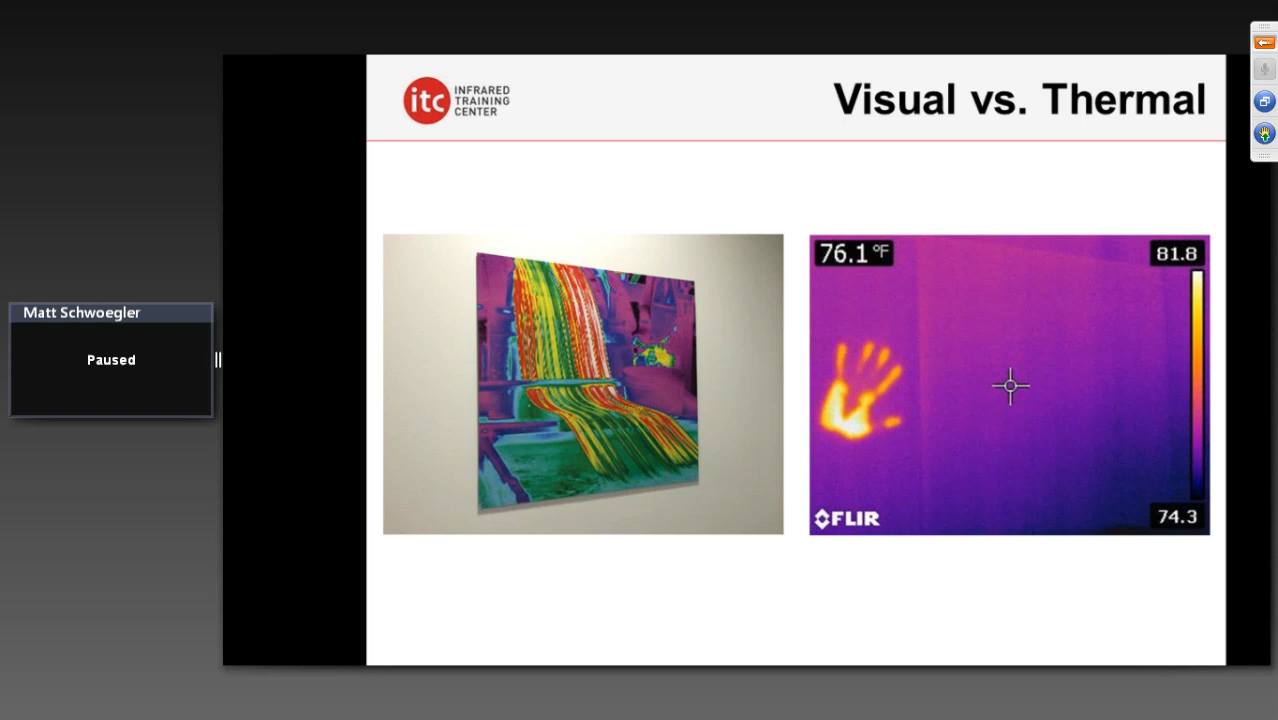 itc INFRARED
TRAINING
CENTER
Visual vs. Thermal
Matt Schwoegler
Paused
76.1 °F
81.8
FLIR
74.3